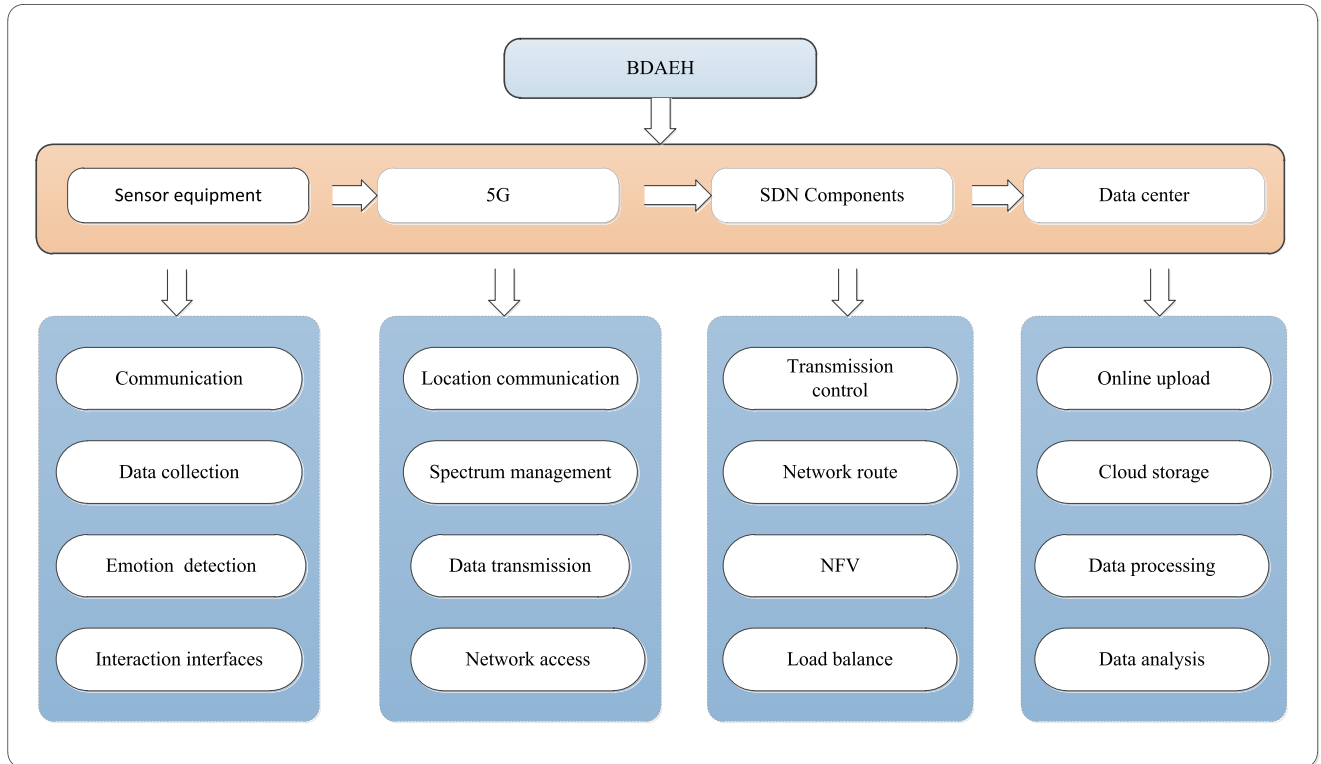 BDAEH
Sensor equipment
5G
SDN Components
Data center
Communication
Data collection
Emotion detection
Interaction interfaces
Location communication
Spectrum management
Data transmission
Network access
Transmission
control
Network route
NFV
Load balance
Online upload
Cloud storage
Data processing
Data analysis